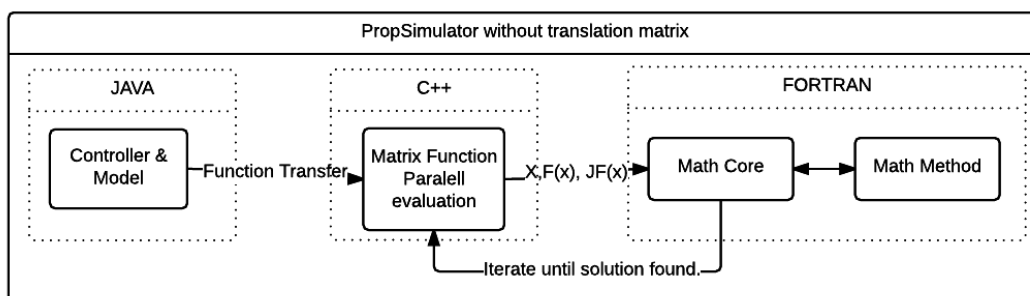 PropSimulator without translation matrix
JAVA
C++
FORTRAN
Controller &
Model
Function Transfer
Matrix Function
Paralell
evaluation
X,F(x), JF(x)
Math Core
Math Method
Iterate until solution found.